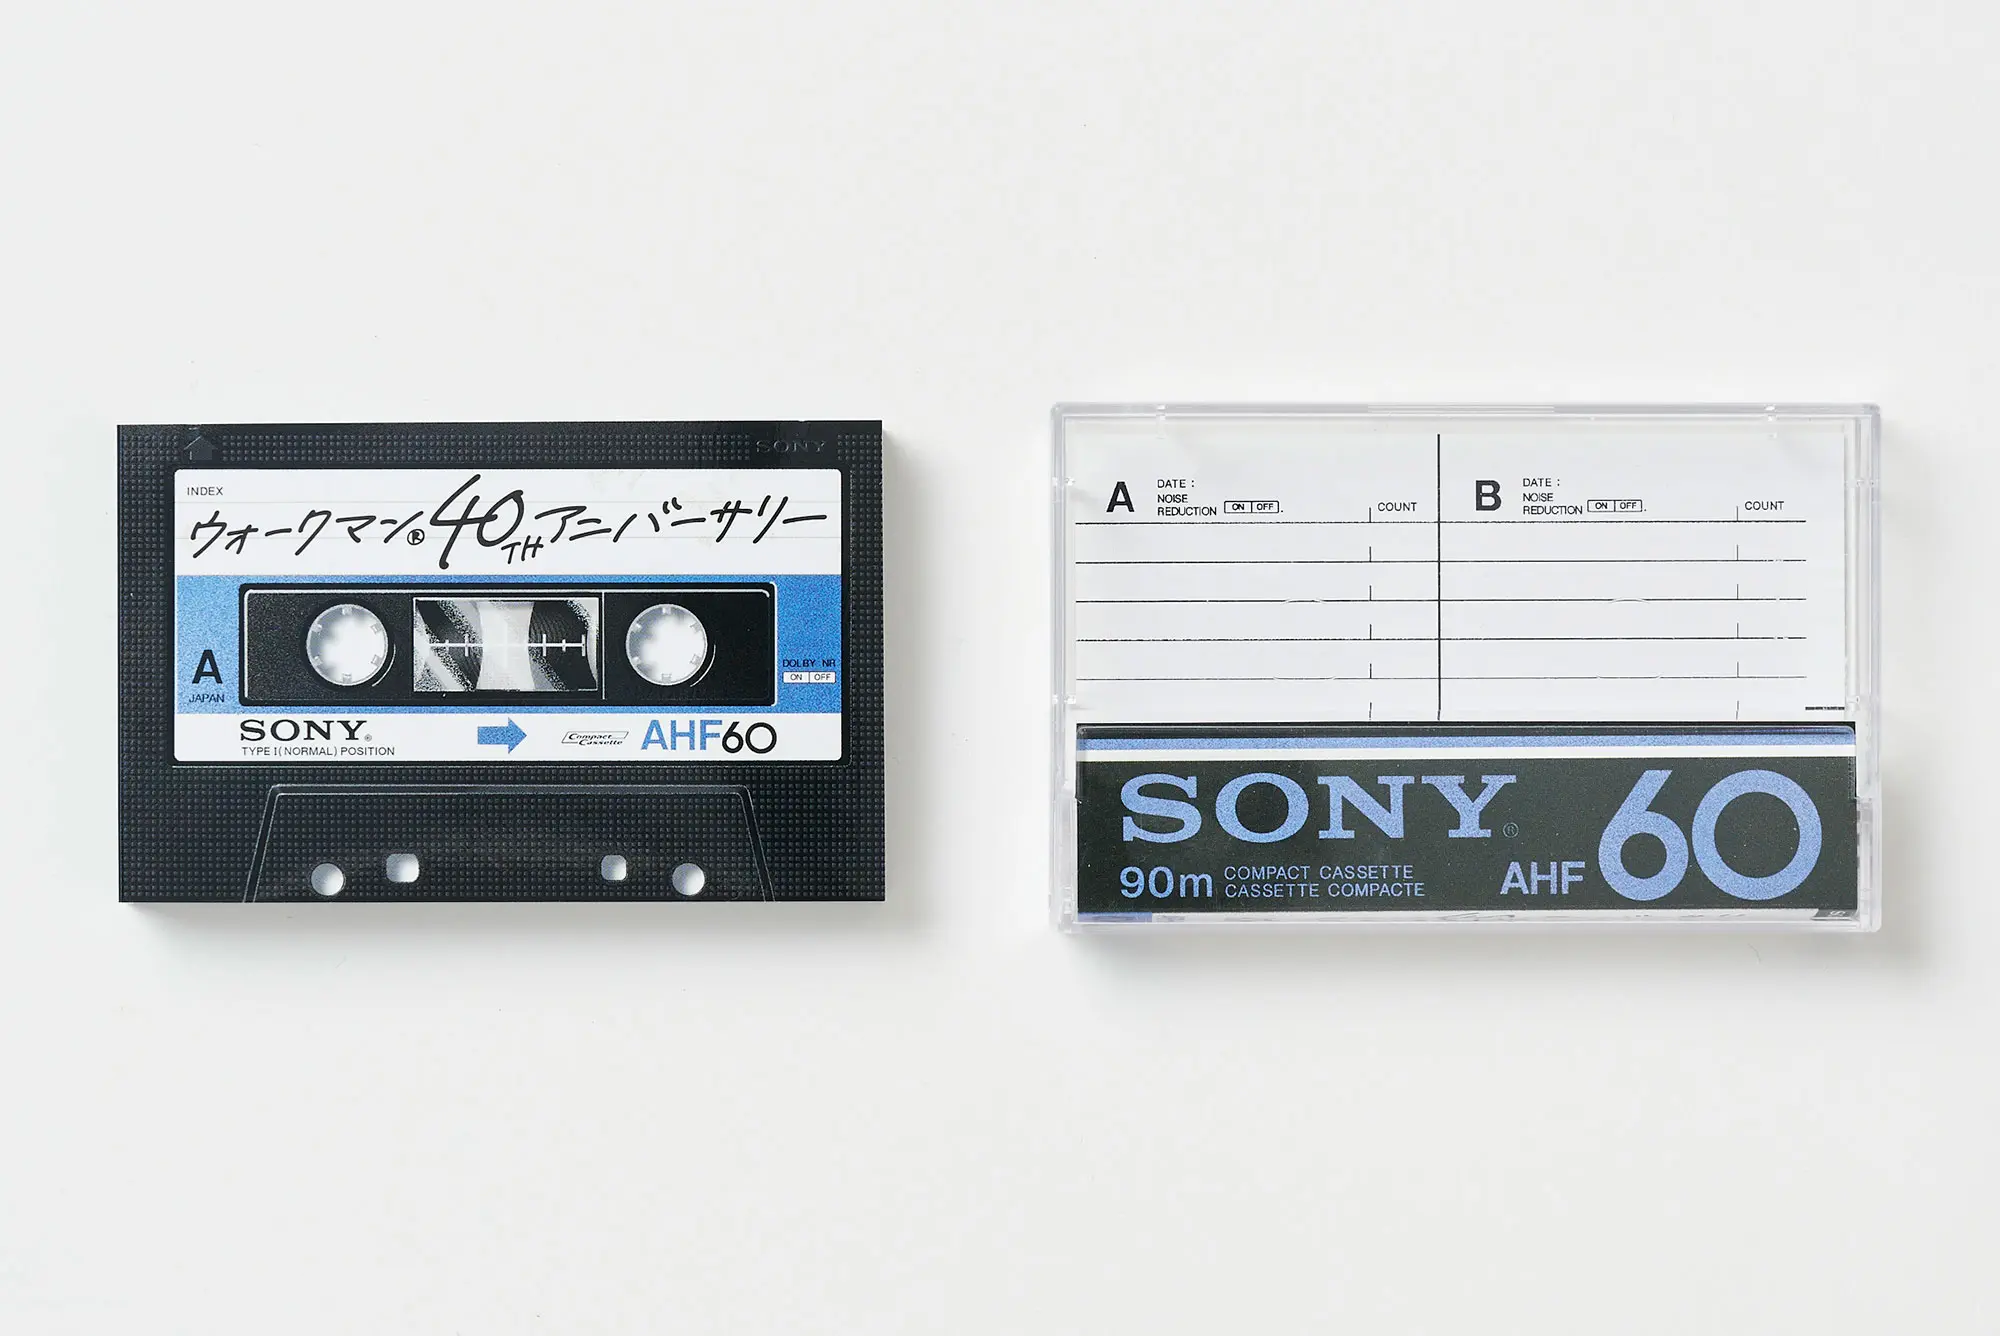 SONY
INDEX
ウォークマン® 40TH アニバーサリー
A
JAPAN
DOLBY NR
ON OFF
SONY®
TYPE I (NORMAL) POSITION
Compact
Cassette
AHF60
A
DATE :
NOISE
REDUCTION ON OFF .
COUNT
B
DATE :
NOISE
REDUCTION ON OFF .
COUNT
SONY®
90m
COMPACT CASSETTE
CASSETTE COMPACTE
AHF 60